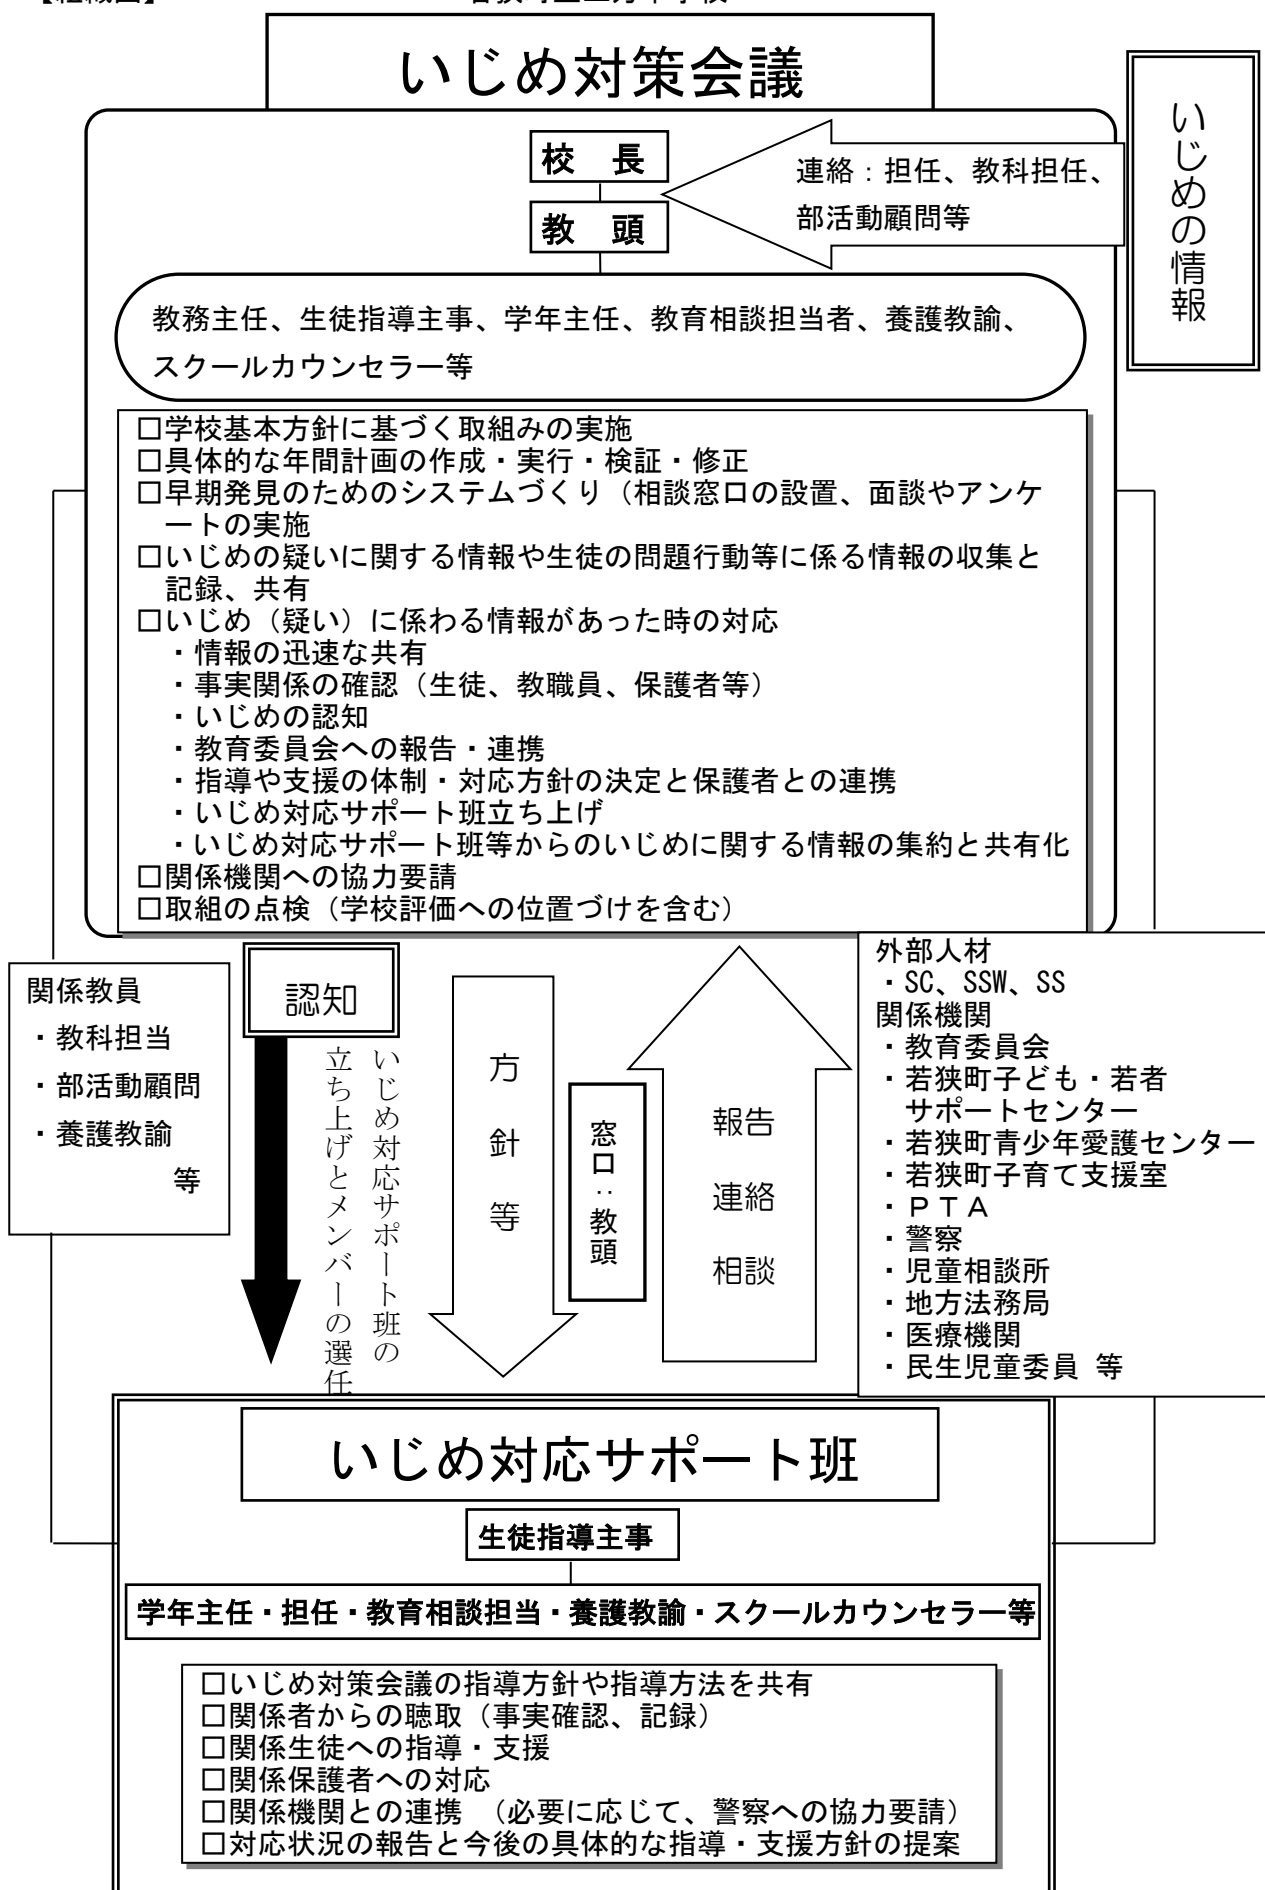 いじめ対策会議
いじめの情報
校　長
連絡：担任、教科担任、
部活動顧問等
教　頭
教務主任、生徒指導主事、学年主任、教育相談担当者、養護教諭、
スクールカウンセラー等
□学校基本方針に基づく取組みの実施
□具体的な年間計画の作成・実行・検証・修正
□早期発見のためのシステムづくり（相談窓口の設置、面談やアンケ
ートの実施
□いじめの疑いに関する情報や生徒の問題行動等に係る情報の収集と
記録、共有
□いじめ（疑い）に係わる情報があった時の対応
・情報の迅速な共有
・事実関係の確認（生徒、教職員、保護者等）
・いじめの認知
・教育委員会への報告・連携
・指導や支援の体制・対応方針の決定と保護者との連携
・いじめ対応サポート班立ち上げ
・いじめ対応サポート班等からのいじめに関する情報の集約と共有化
□関係機関への協力要請
□取組の点検（学校評価への位置づけを含む）
関係教員
・教科担当
・部活動顧問
・養護教諭
等
認知
いじめ対応サポート班の
立ち上げとメンバーの選任
方針等
窓口：教頭
報告
連絡
相談
外部人材
・SC、SSW、SS
関係機関
・教育委員会
・若狭町子ども・若者
サポートセンター
・若狭町青少年愛護センター
・若狭町子育て支援室
・ＰＴＡ
・警察
・児童相談所
・地方法務局
・医療機関
・民生児童委員 等
いじめ対応サポート班
生徒指導主事
学年主任・担任・教育相談担当・養護教諭・スクールカウンセラー等
□いじめ対策会議の指導方針や指導方法を共有
□関係者からの聴取（事実確認、記録）
□関係生徒への指導・支援
□関係保護者への対応
□関係機関との連携　（必要に応じて、警察への協力要請）
□対応状況の報告と今後の具体的な指導・支援方針の提案